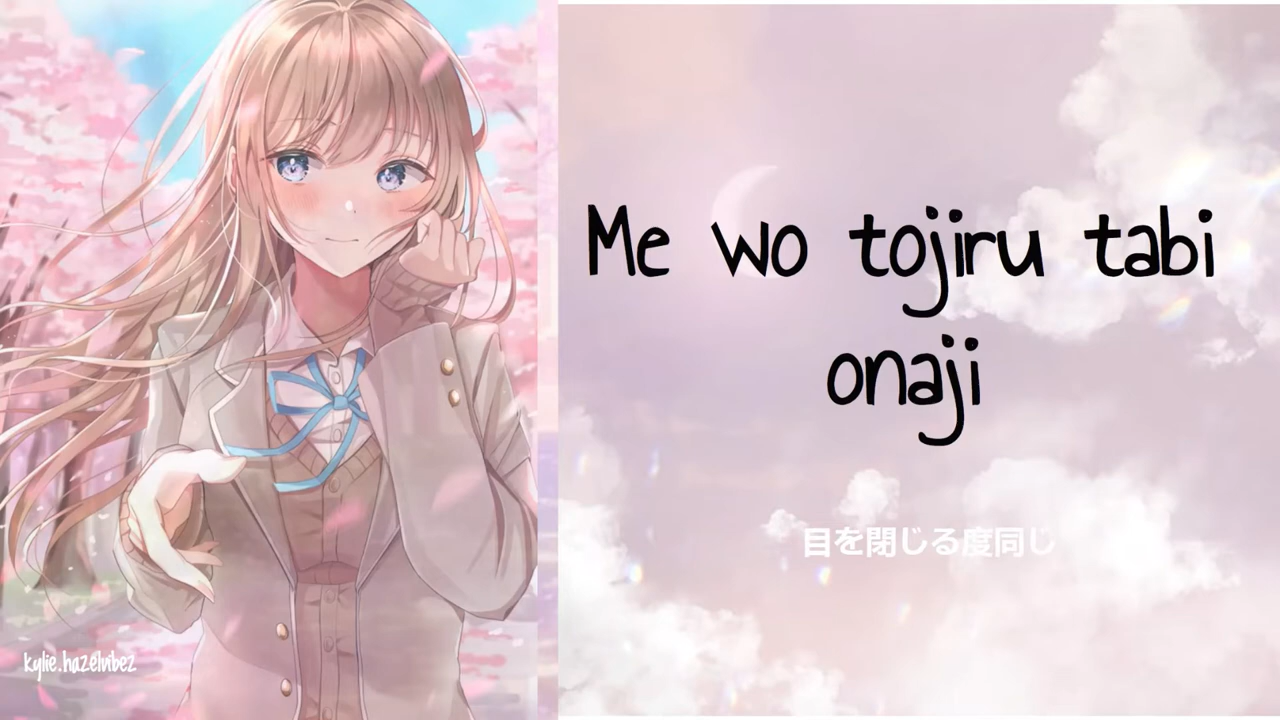 Me wo tojiru tabi
onaji
目を閉じる度同じ
kylie.hazelvibez